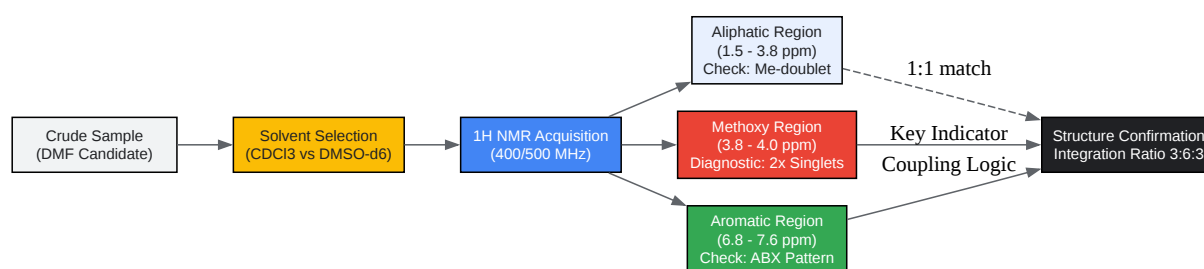 Crude Sample
(DMF Candidate)
Solvent Selection
(CDCl3 vs DMSO-d6)
1H NMR Acquisition
(400/500 MHz)
Aliphatic Region
(1.5 - 3.8 ppm)
Check: Me-doublet
Methoxy Region
(3.8 - 4.0 ppm)
Diagnostic: 2x Singlets
Aromatic Region
(6.8 - 7.6 ppm)
Check: ABX Pattern
1:1 match
Key Indicator
Coupling Logic
Structure Confirmation
Integration Ratio 3:6:3